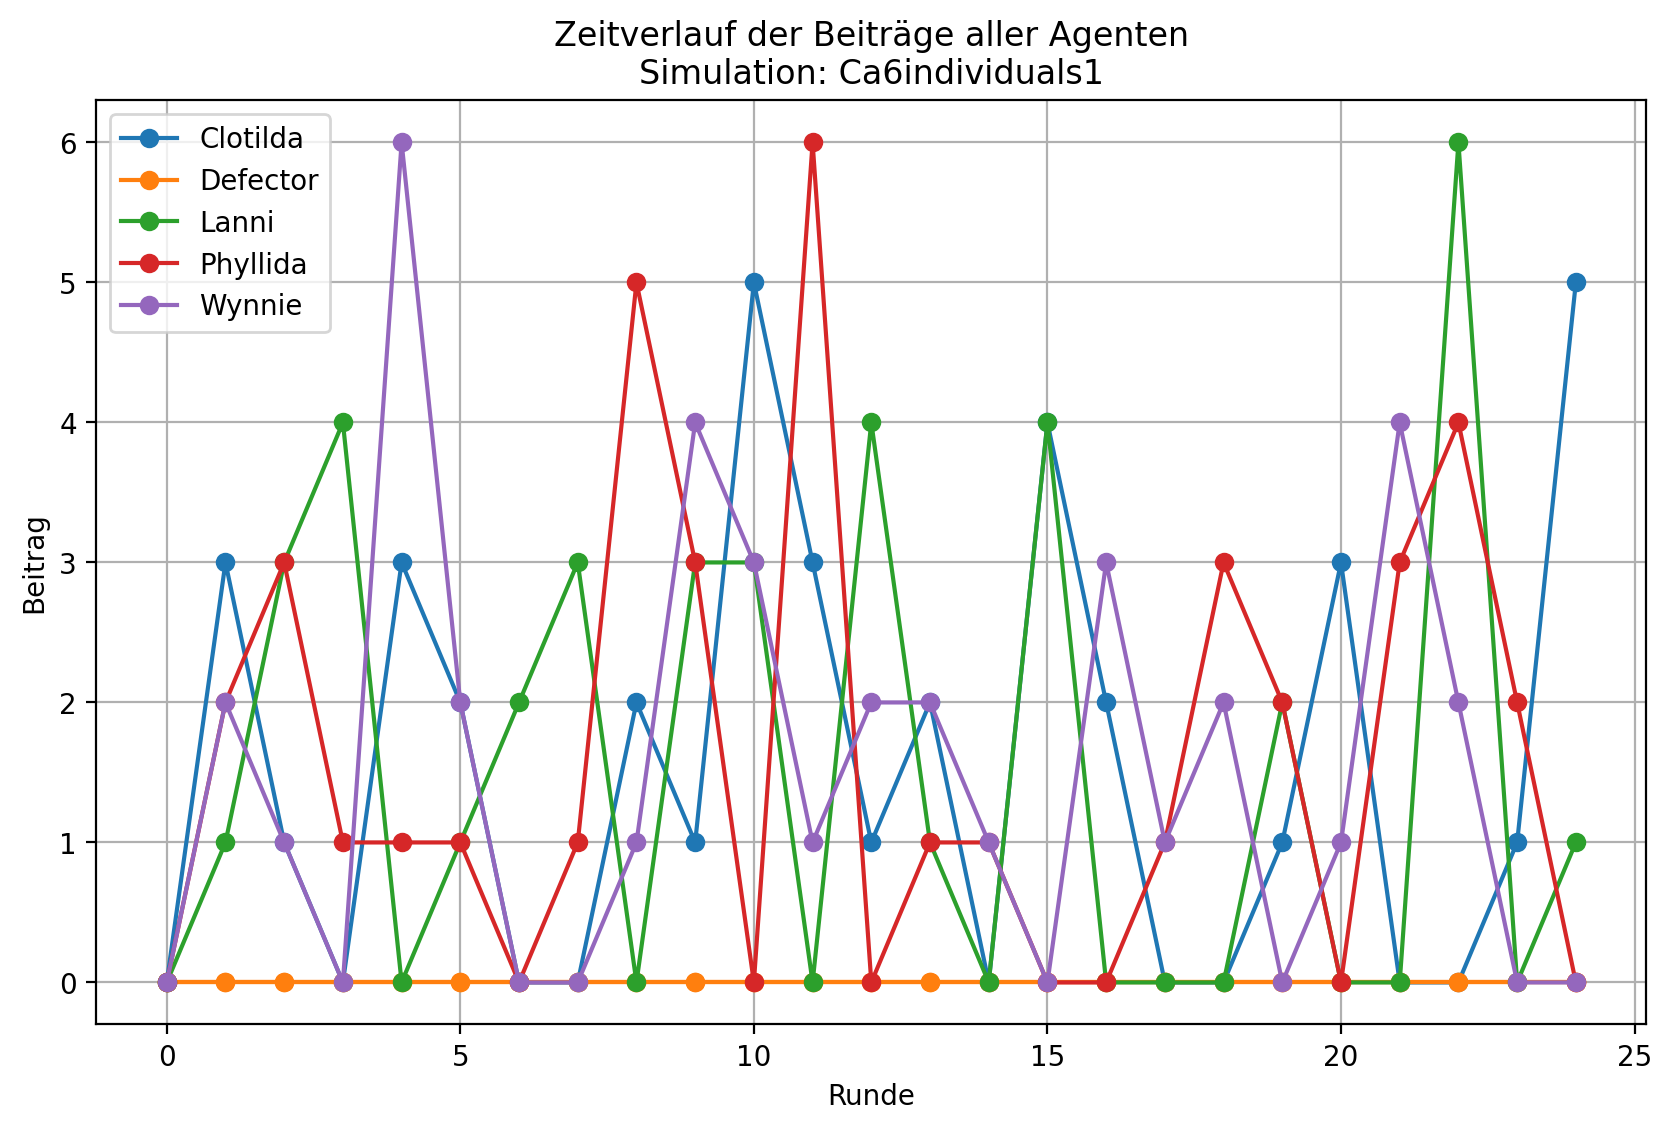 Zeitverlauf der Beiträge aller Agenten
Simulation: Ca6individuals1
Clotilda
Defector
Lanni
Phyllida
Wynnie
6
5
4
3
2
1
0
Beitrag
0 5 10 15 20 25
Runde